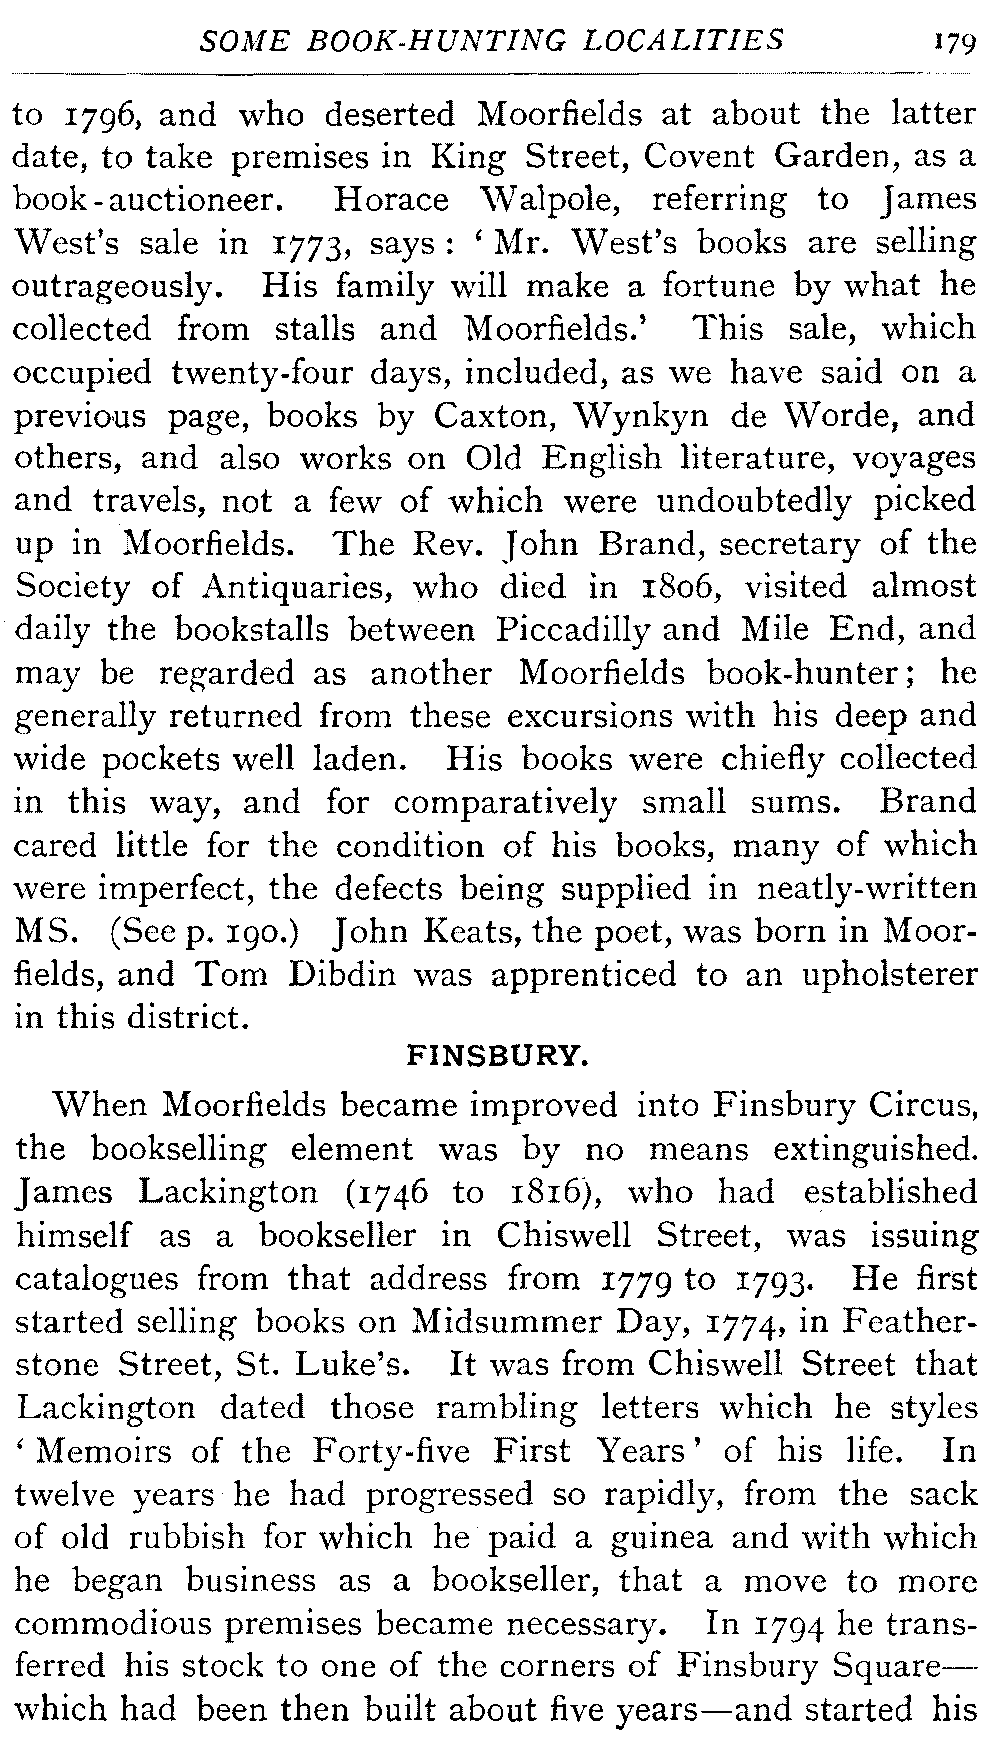 SOME BOOK-HUNTING LOCALITIES 179
to 1796, and who deserted Moorfields at about the latter
date, to take premises in King Street, Covent Garden, as a
book-auctioneer. Horace Walpole, referring to James
West's sale in 1773, says: ‘Mr. West's books are selling
outrageously. His family will make a fortune by what he
collected from stalls and Moorfields.’ This sale, which
occupied twenty-four days, included, as we have said on a
previous page, books by Caxton, Wynkyn de Worde, and
others, and also works on Old English literature, voyages
and travels, not a few of which were undoubtedly picked
up in Moorfields. The Rev. John Brand, secretary of the
Society of Antiquaries, who died in 1806, visited almost
daily the bookstalls between Piccadilly and Mile End, and
may be regarded as another Moorfields book-hunter; he
generally returned from these excursions with his deep and
wide pockets well laden. His books were chiefly collected
in this way, and for comparatively small sums. Brand
cared little for the condition of his books, many of which
were imperfect, the defects being supplied in neatly-written
MS. (See p. 190.) John Keats, the poet, was born in Moor-
fields, and Tom Dibdin was apprenticed to an upholsterer
in this district.
FINSBURY.
When Moorfields became improved into Finsbury Circus,
the bookselling element was by no means extinguished.
James Lackington (1746 to 1816), who had established
himself as a bookseller in Chiswell Street, was issuing
catalogues from that address from 1779 to 1793. He first
started selling books on Midsummer Day, 1774, in Feather-
stone Street, St. Luke's. It was from Chiswell Street that
Lackington dated those rambling letters which he styles
‘Memoirs of the Forty-five First Years’ of his life. In
twelve years he had progressed so rapidly, from the sack
of old rubbish for which he paid a guinea and with which
he began business as a bookseller, that a move to more
commodious premises became necessary. In 1794 he trans-
ferred his stock to one of the corners of Finsbury Square—
which had been then built about five years—and started his